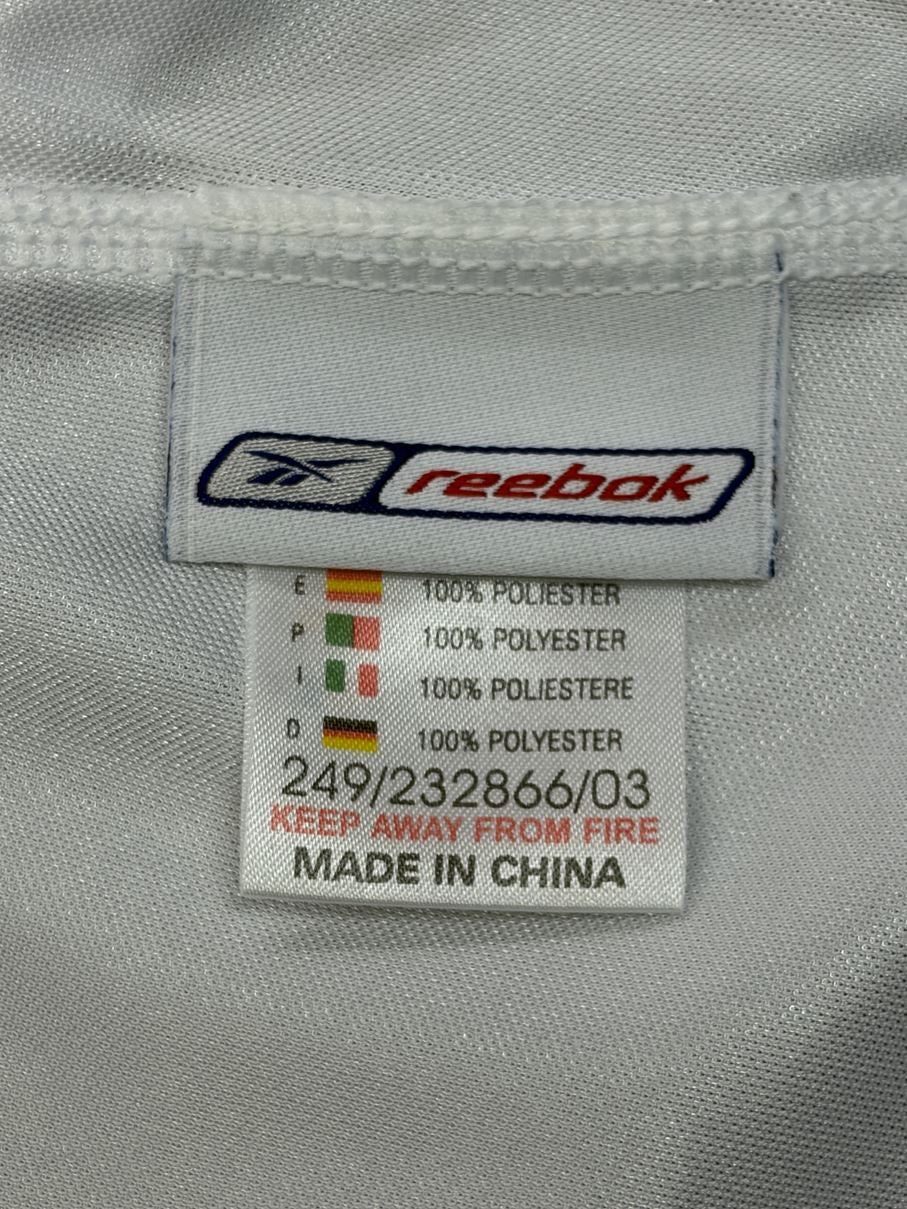 reebok
E 100% POLIESTER
P 100% POLYESTER
I 100% POLIESTERE
D 100% POLYESTER
249/232866/03
KEEP AWAY FROM FIRE
MADE IN CHINA